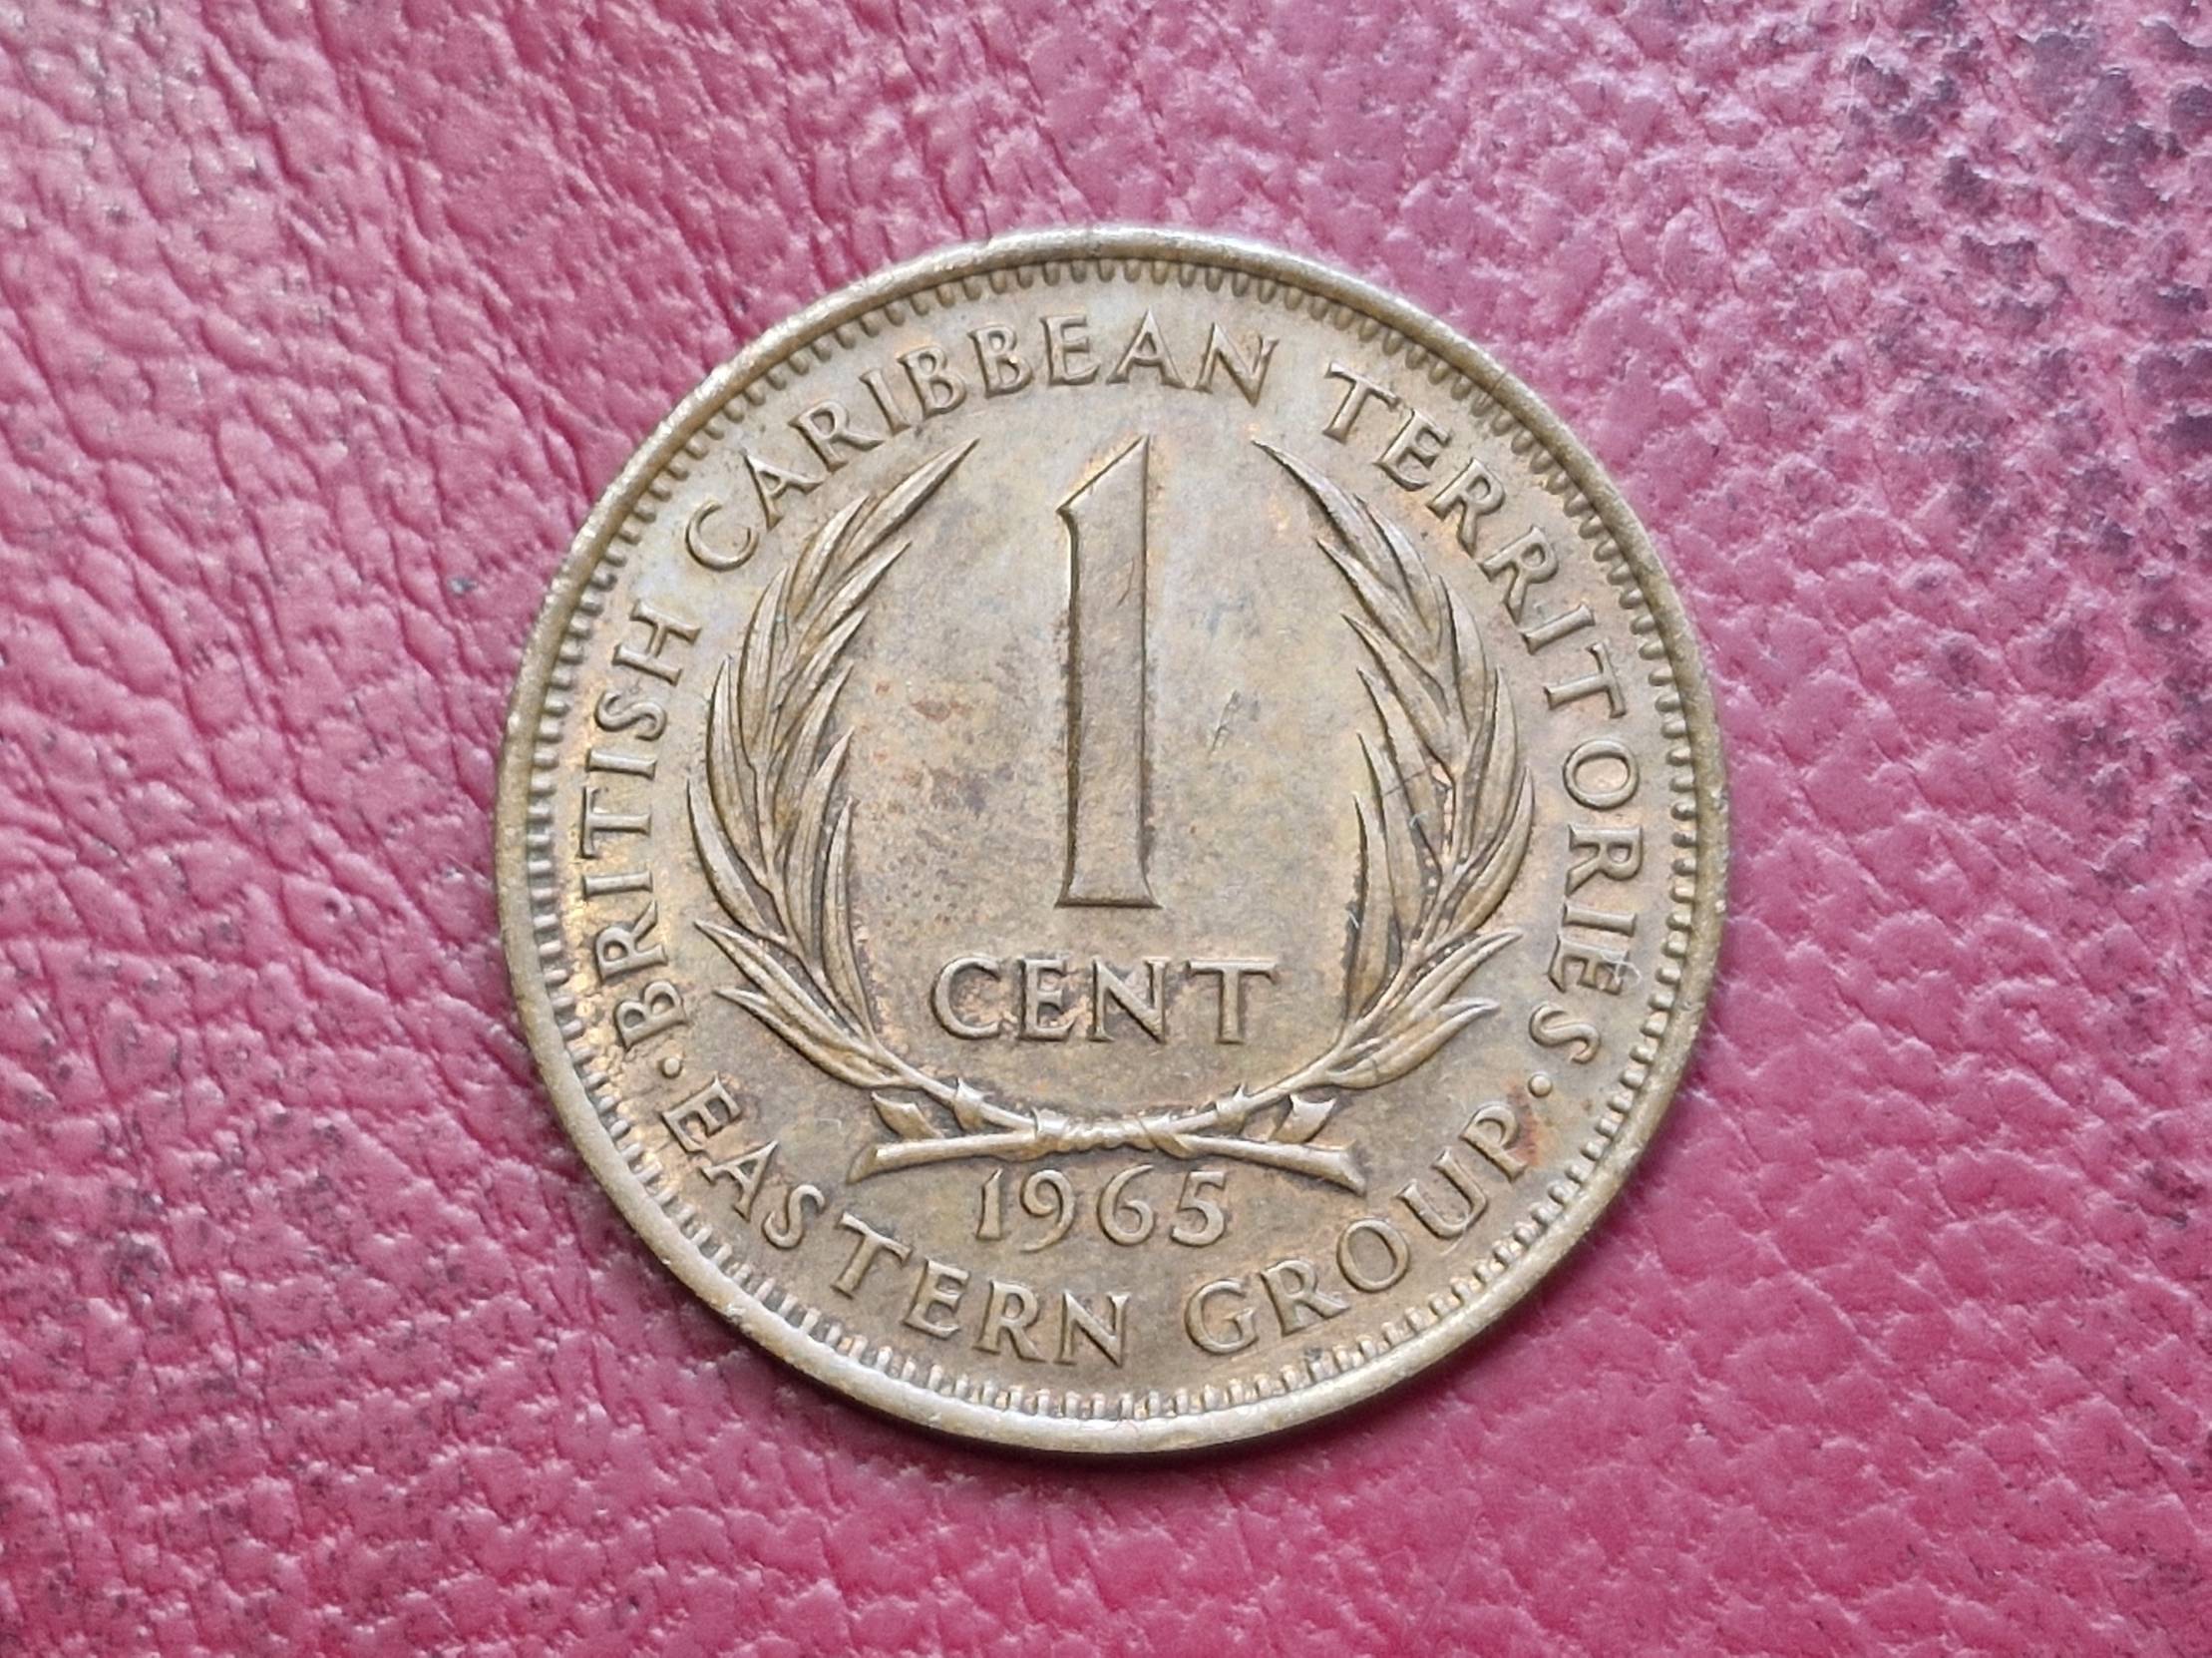 BRITISH CARIBBEAN TERRITORIES
1
CENT
1965
·EASTERN GROUP·